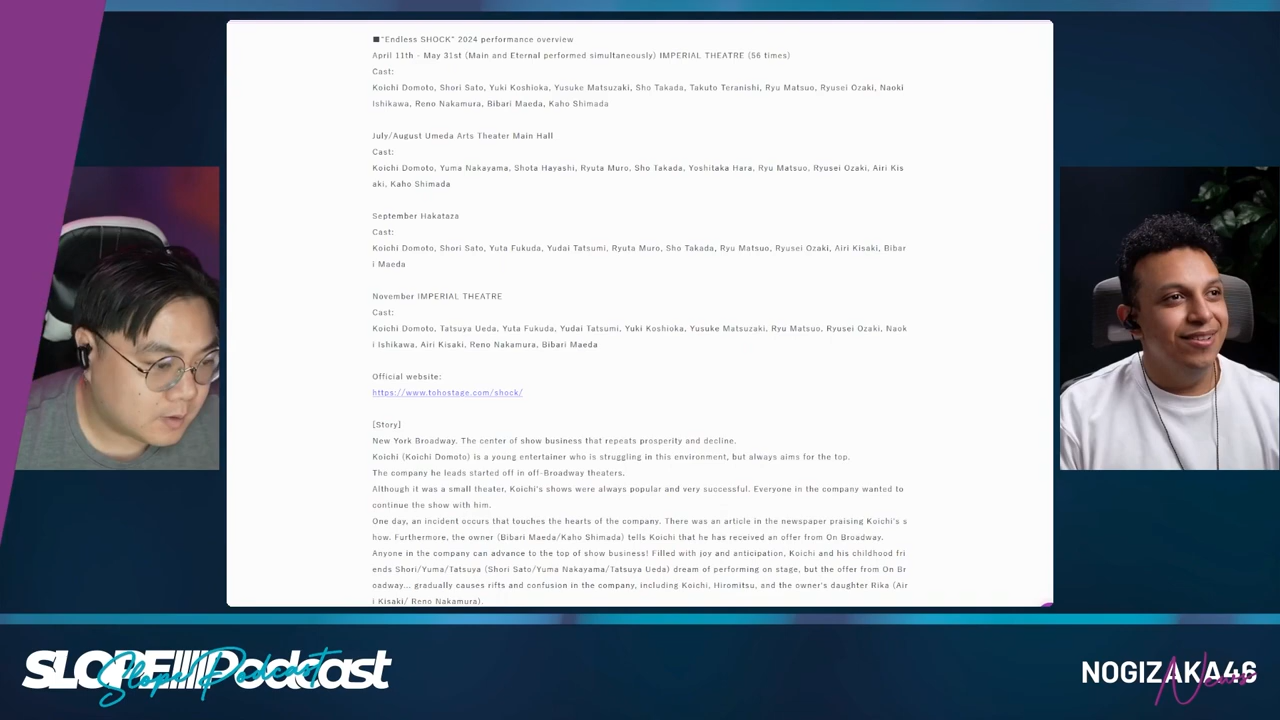 ■"Endless SHOCK" 2024 performance overview
April 11th - May 31st (Main and Eternal performed simultaneously) IMPERIAL THEATRE (56 times)
Cast:
Koichi Domoto, Shori Sato, Yuki Koshioka, Yusuke Matsuzaki, Sho Takada, Takuto Teranishi, Ryu Matsuo, Ryusei Ozaki, Naoki
Ishikawa, Reno Nakamura, Bibari Maeda, Kaho Shimada
July/August Umeda Arts Theater Main Hall
Cast:
Koichi Domoto, Yuma Nakayama, Shota Hayashi, Ryuta Muro, Sho Takada, Yoshitaka Hara, Ryu Matsuo, Ryusei Ozaki, Airi Kis
aki, Kaho Shimada
September Hakataza
Cast:
Koichi Domoto, Shori Sato, Yuta Fukuda, Yudai Tatsumi, Ryuta Muro, Sho Takada, Ryu Matsuo, Ryusei Ozaki, Airi Kisaki, Bibar
i Maeda
November IMPERIAL THEATRE
Cast:
Koichi Domoto, Tatsuya Ueda, Yuta Fukuda, Yudai Tatsumi, Yuki Koshioka, Yusuke Matsuzaki, Ryu Matsuo, Ryusei Ozaki, Naok
i Ishikawa, Airi Kisaki, Reno Nakamura, Bibari Maeda
Official website:
https://www.tohostage.com/shock/
[Story]
New York Broadway. The center of show business that repeats prosperity and decline.
Koichi (Koichi Domoto) is a young entertainer who is struggling in this environment, but always aims for the top.
The company he leads started off in off-Broadway theaters.
Although it was a small theater, Koichi's shows were always popular and very successful. Everyone in the company wanted to
continue the show with him.
One day, an incident occurs that touches the hearts of the company. There was an article in the newspaper praising Koichi's s
how. Furthermore, the owner (Bibari Maeda/Kaho Shimada) tells Koichi that he has received an offer from On Broadway.
Anyone in the company can advance to the top of show business! Filled with joy and anticipation, Koichi and his childhood fri
ends Shori/Yuma/Tatsuya (Shori Sato/Yuma Nakayama/Tatsuya Ueda) dream of performing on stage, but the offer from On Br
oadway... gradually causes rifts and confusion in the company, including Koichi, Hiromitsu, and the owner's daughter Rika (Air
i Kisaki/ Reno Nakamura).
SLOPE Podcast
Slope Podcast
NOGIZAKA46
News